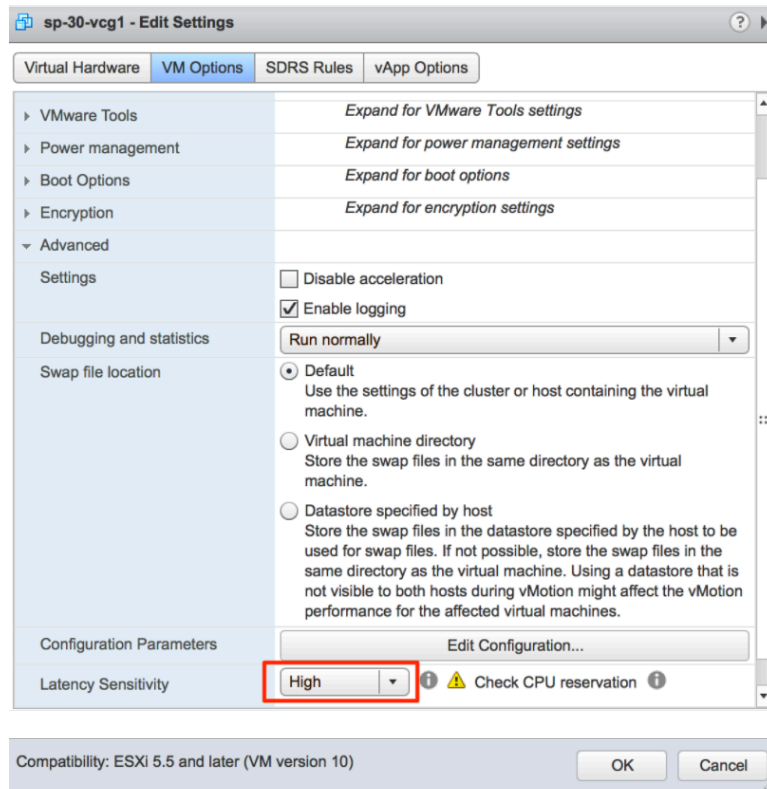 sp-30-vcg1 - Edit Settings
?
Virtual Hardware VM Options SDRS Rules vApp Options
VMware Tools Expand for VMware Tools settings
Power management Expand for power management settings
Boot Options Expand for boot options
Encryption Expand for encryption settings
Advanced
Settings Disable acceleration
Enable logging
Debugging and statistics Run normally
Swap file location Default
Use the settings of the cluster or host containing the virtual
machine.
Virtual machine directory
Store the swap files in the same directory as the virtual
machine.
Datastore specified by host
Store the swap files in the datastore specified by the host to be
used for swap files. If not possible, store the swap files in the
same directory as the virtual machine. Using a datastore that is
not visible to both hosts during vMotion might affect the vMotion
performance for the affected virtual machines.
Configuration Parameters Edit Configuration...
Latency Sensitivity High Check CPU reservation
Compatibility: ESXi 5.5 and later (VM version 10) OK Cancel